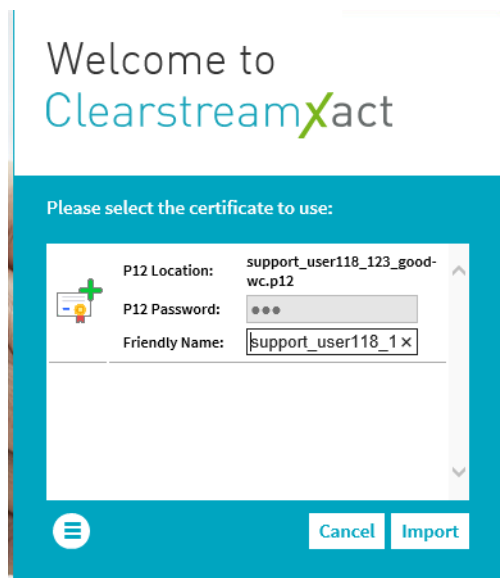 Welcome to
ClearstreamXact
Please select the certificate to use:
P12 Location:
support_user118_123_good-
wc.p12
P12 Password:
●●●
Friendly Name:
support_user118_1
×
Cancel
Import